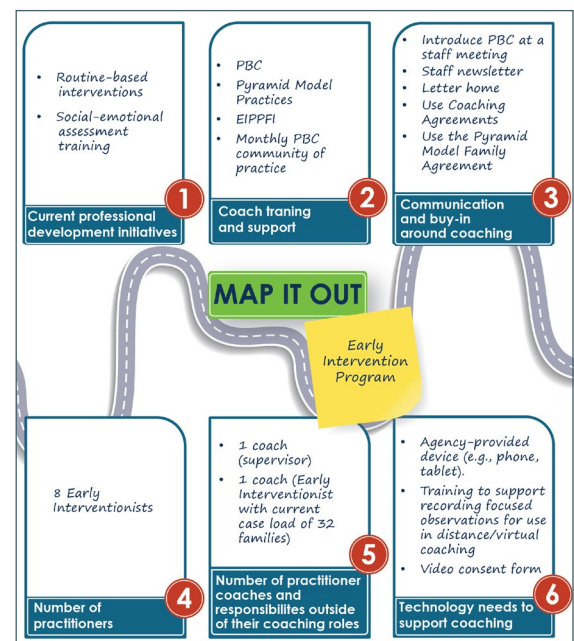 • Routine-based
interventions
• Social-emotional
assessment
training
1
Current professional
development initiatives
• PBC
• Pyramid Model
Practices
• EIPPFI
• Monthly PBC
community of
practice
2
Coach traning
and support
• Introduce PBC at a
staff meeting
• Staff newsletter
• Letter home
• Use Coaching
Agreements
• Use the Pyramid
Model Family
Agreement
3
Communication
and buy-in
around coaching
MAP IT OUT
Early
Intervention
Program
8 Early
Interventionists
4
Number of
practitioners
• 1 coach
(supervisor)
• 1 coach (Early
Interventionist
with current
case load of 32
families)
5
Number of practitioner
coaches and
responsibilites outside
of their coaching roles
• Agency-provided
device (e.g., phone,
tablet).
• Training to support
recording focused
observations for use
in distance/virtual
coaching
• Video consent form
6
Technology needs to
support coaching